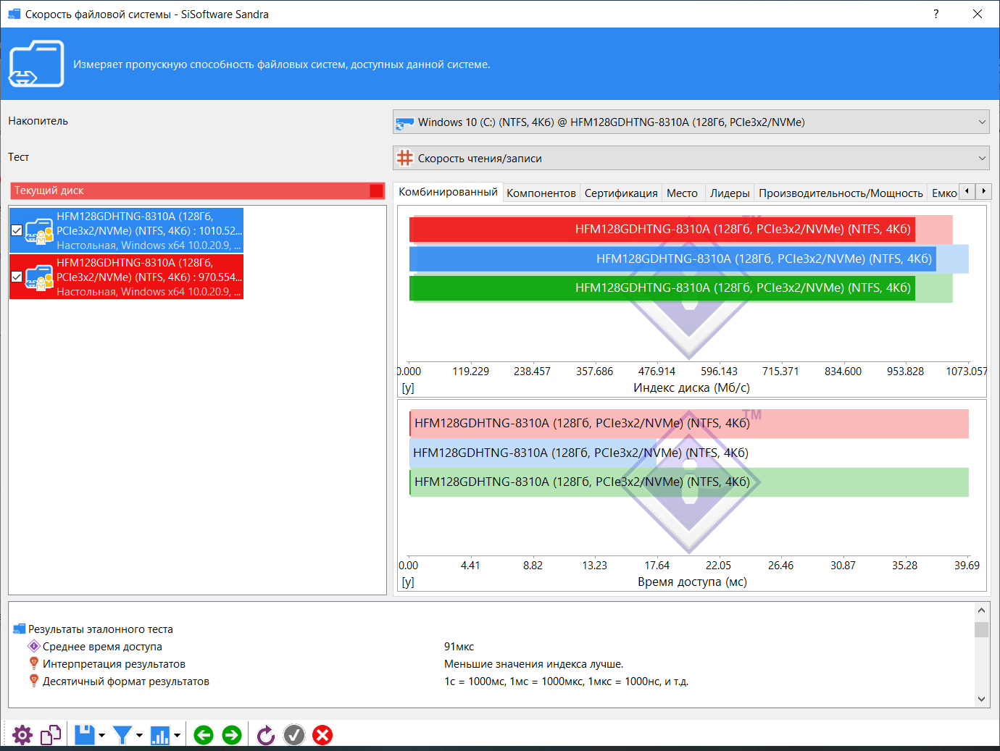 Скорость файловой системы - SiSoftware Sandra
?
Измеряет пропускную способность файловых систем, доступных данной системе.
Накопитель
Windows 10 (C:) (NTFS, 4Кб) @ HFM128GDHTNG-8310A (128Гб, PCIe3x2/NVMe)
Тест
Скорость чтения/записи
Текущий диск
HFM128GDHTNG-8310A (128Гб,
PCIe3x2/NVMe) (NTFS, 4Кб) : 1010.52...
Настольная, Windows x64 10.0.20.9, ...
HFM128GDHTNG-8310A (128Гб,
PCIe3x2/NVMe) (NTFS, 4Кб) : 970.554...
Настольная, Windows x64 10.0.20.9, ...
Комбинированный Компонентов Сертификация Место Лидеры Производительность/Мощность Емко
TM
HFM128GDHTNG-8310A (128Гб, PCIe3x2/NVMe) (NTFS, 4Кб)
HFM128GDHTNG-8310A (128Гб, PCIe3x2/NVMe) (NTFS, 4Кб)
HFM128GDHTNG-8310A (128Гб, PCIe3x2/NVMe) (NTFS, 4Кб)
0.000 119.229 238.457 357.686 476.914 596.143 715.371 834.600 953.828 1073.057
[y] Индекс диска (Мб/с)
TM
HFM128GDHTNG-8310A (128Гб, PCIe3x2/NVMe) (NTFS, 4Кб)
HFM128GDHTNG-8310A (128Гб, PCIe3x2/NVMe) (NTFS, 4Кб)
HFM128GDHTNG-8310A (128Гб, PCIe3x2/NVMe) (NTFS, 4Кб)
0.00 4.41 8.82 13.23 17.64 22.05 26.46 30.87 35.28 39.69
[y] Время доступа (мс)
Результаты эталонного теста
Среднее время доступа 91мкс
Интерпретация результатов Меньшие значения индекса лучше.
Десятичный формат результатов 1с = 1000мс, 1мс = 1000мкс, 1мкс = 1000нс, и т.д.